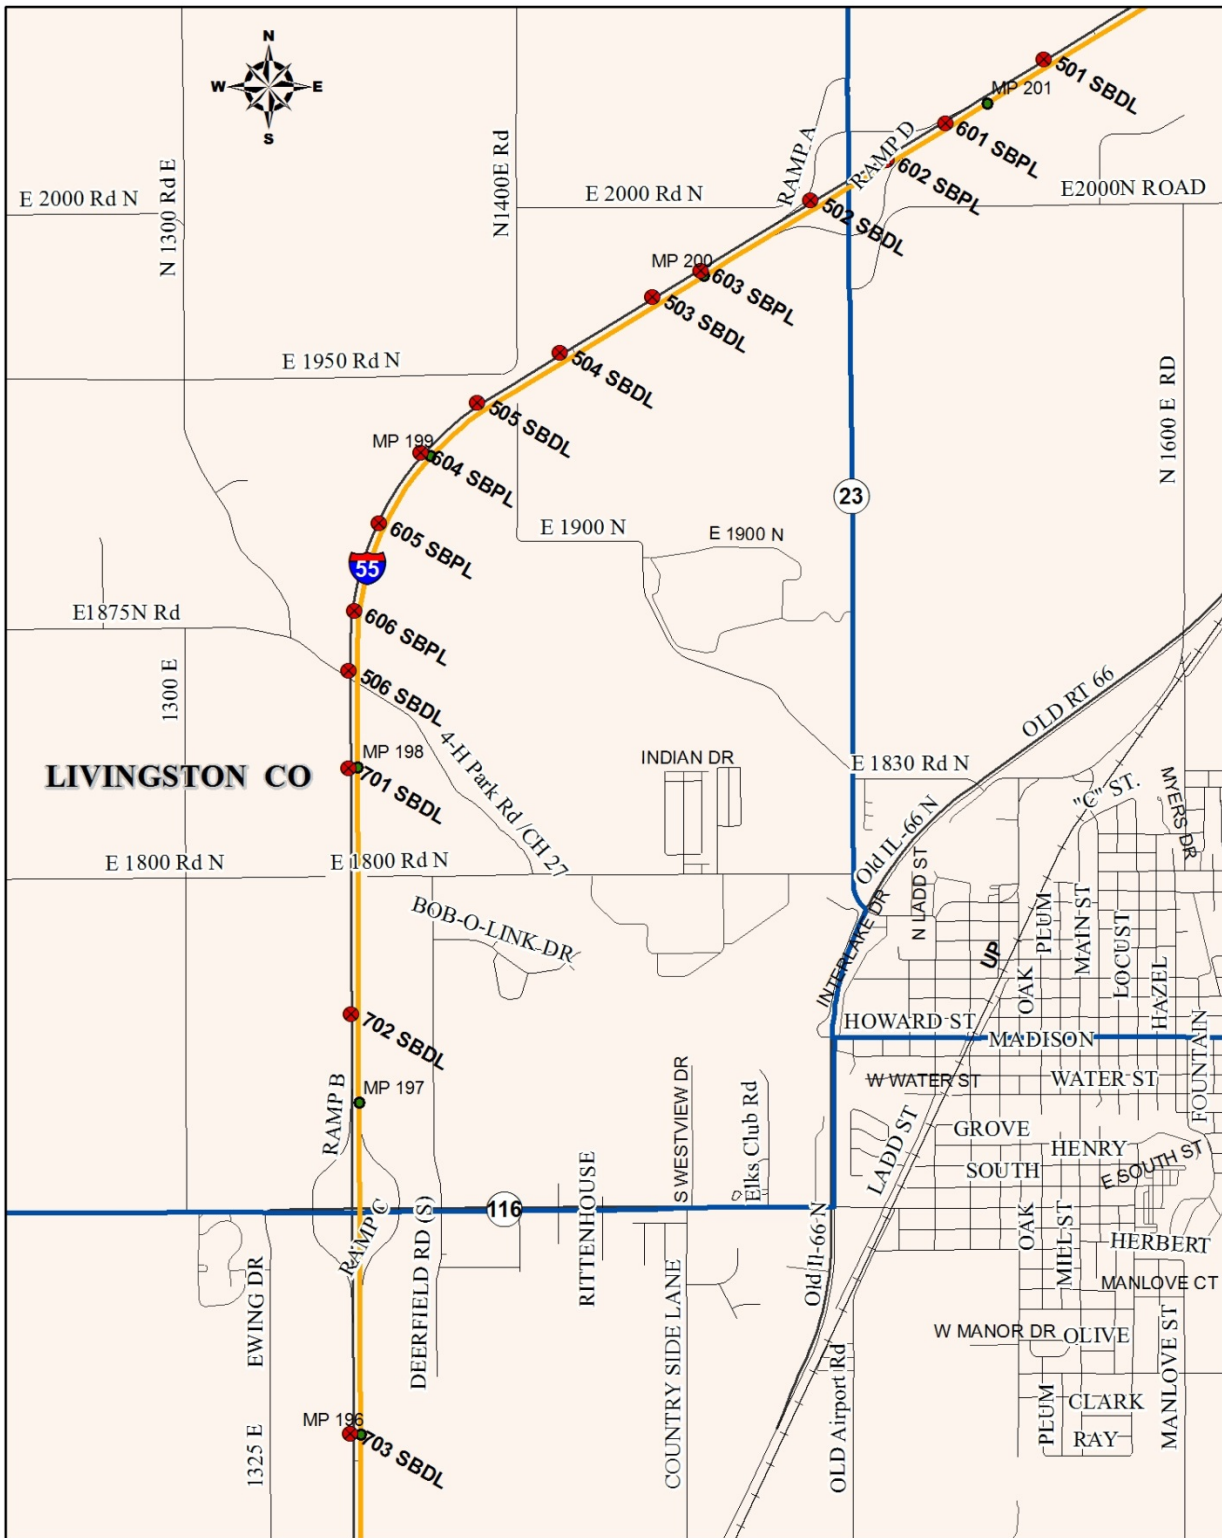 N
W
E
S
501 SBDL
MP 201
601 SBPL
RAMP A
RAMP D
602 SBPL
N 1300 Rd E
N1400E Rd
E 2000 Rd N
E 2000 Rd N
E2000N ROAD
502 SBDL
MP 200
603 SBPL
503 SBDL
E 1950 Rd N
504 SBDL
N 1600 E RD
505 SBDL
MP 199
604 SBPL
23
E 1900 N
E 1900 N
605 SBPL
55
E1875N Rd
606 SBPL
1300 E
506 SBDL
OLD RT 66
4-H Park Rd /CH 27
MP 198
INDIAN DR
E 1830 Rd N
LIVINGSTON CO
701 SBDL
"C" ST.
MYERS DR
Old IL-66 N
E 1800 Rd N
E 1800 Rd N
N LADD ST
BOB-O-LINK-DR
INTERLAKE DR
PLUM
MAIN ST
LOCUST
UP
OAK
HAZEL
702 SBDL
HOWARD ST
MADISON
FOUNTAIN
RAMP B
MP 197
S WESTVIEW DR
Elks Club Rd
W WATER ST
WATER ST
LADD ST
GROVE
HENRY
SOUTH
E SOUTH ST
RITTENHOUSE
116
RAMP C
DEERFIELD RD (S)
Old Il-66 N
OAK
MILL ST
HERBERT
EWING DR
COUNTRY SIDE LANE
MANLOVE CT
W MANOR DR
OLIVE
MANLOVE ST
OLD Airport Rd
PLUM
CLARK
RAY
MP 196
703 SBDL
1325 E